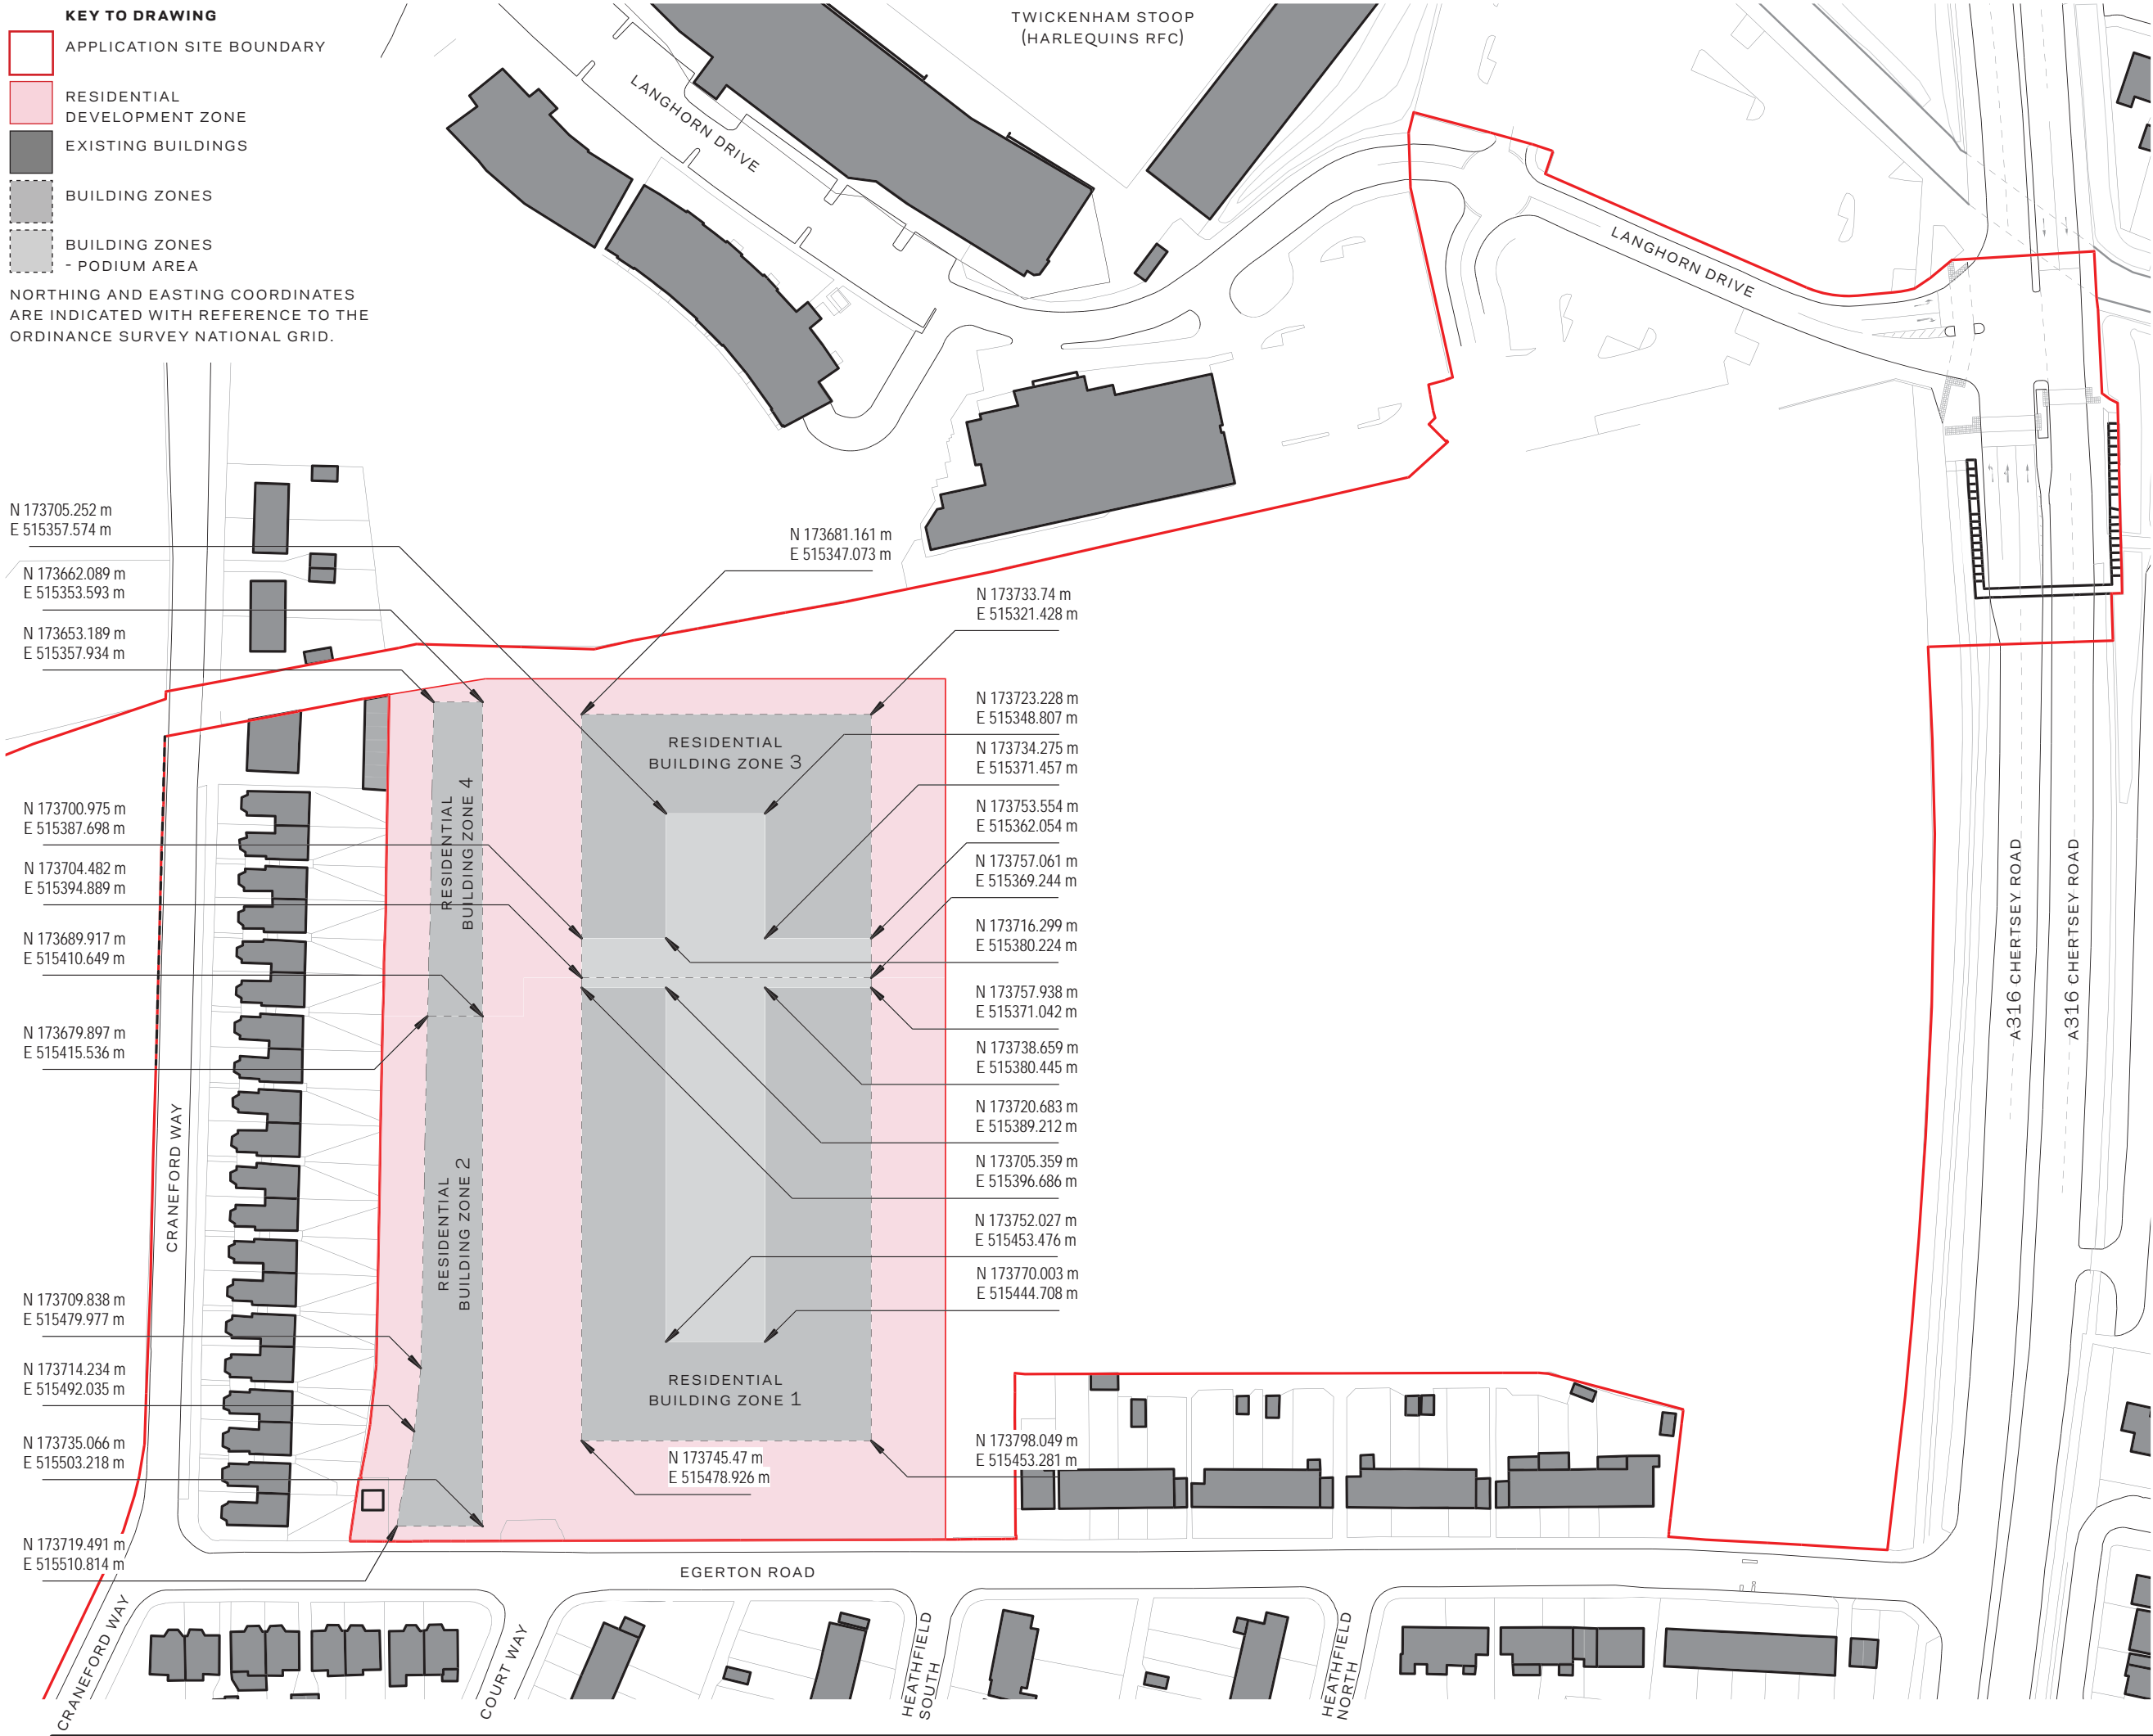 KEY TO DRAWING
APPLICATION SITE BOUNDARY
RESIDENTIAL
DEVELOPMENT ZONE
EXISTING BUILDINGS
BUILDING ZONES
BUILDING ZONES
- PODIUM AREA
NORTHING AND EASTING COORDINATES
ARE INDICATED WITH REFERENCE TO THE
ORDINANCE SURVEY NATIONAL GRID.
TWICKENHAM STOOP
(HARLEQUINS RFC)
LANGHORN DRIVE
LANGHORN DRIVE
N 173705.252 m
E 515357.574 m
N 173662.089 m
E 515353.593 m
N 173653.189 m
E 515357.934 m
N 173700.975 m
E 515387.698 m
N 173704.482 m
E 515394.889 m
N 173689.917 m
E 515410.649 m
N 173679.897 m
E 515415.536 m
N 173709.838 m
E 515479.977 m
N 173714.234 m
E 515492.035 m
N 173735.066 m
E 515503.218 m
N 173719.491 m
E 515510.814 m
N 173681.161 m
E 515347.073 m
N 173733.74 m
E 515321.428 m
N 173723.228 m
E 515348.807 m
N 173734.275 m
E 515371.457 m
N 173753.554 m
E 515362.054 m
N 173757.061 m
E 515369.244 m
N 173716.299 m
E 515380.224 m
N 173757.938 m
E 515371.042 m
N 173738.659 m
E 515380.445 m
N 173720.683 m
E 515389.212 m
N 173705.359 m
E 515396.686 m
N 173752.027 m
E 515453.476 m
N 173770.003 m
E 515444.708 m
N 173798.049 m
E 515453.281 m
N 173745.47 m
E 515478.926 m
RESIDENTIAL
BUILDING ZONE 3
RESIDENTIAL
BUILDING ZONE 4
RESIDENTIAL
BUILDING ZONE 2
RESIDENTIAL
BUILDING ZONE 1
CRANEFORD WAY
A316 CHERTSEY ROAD
A316 CHERTSEY ROAD
EGERTON ROAD
CRANEFORD WAY
COURT WAY
HEATHFIELD
SOUTH
HEATHFIELD
NORTH